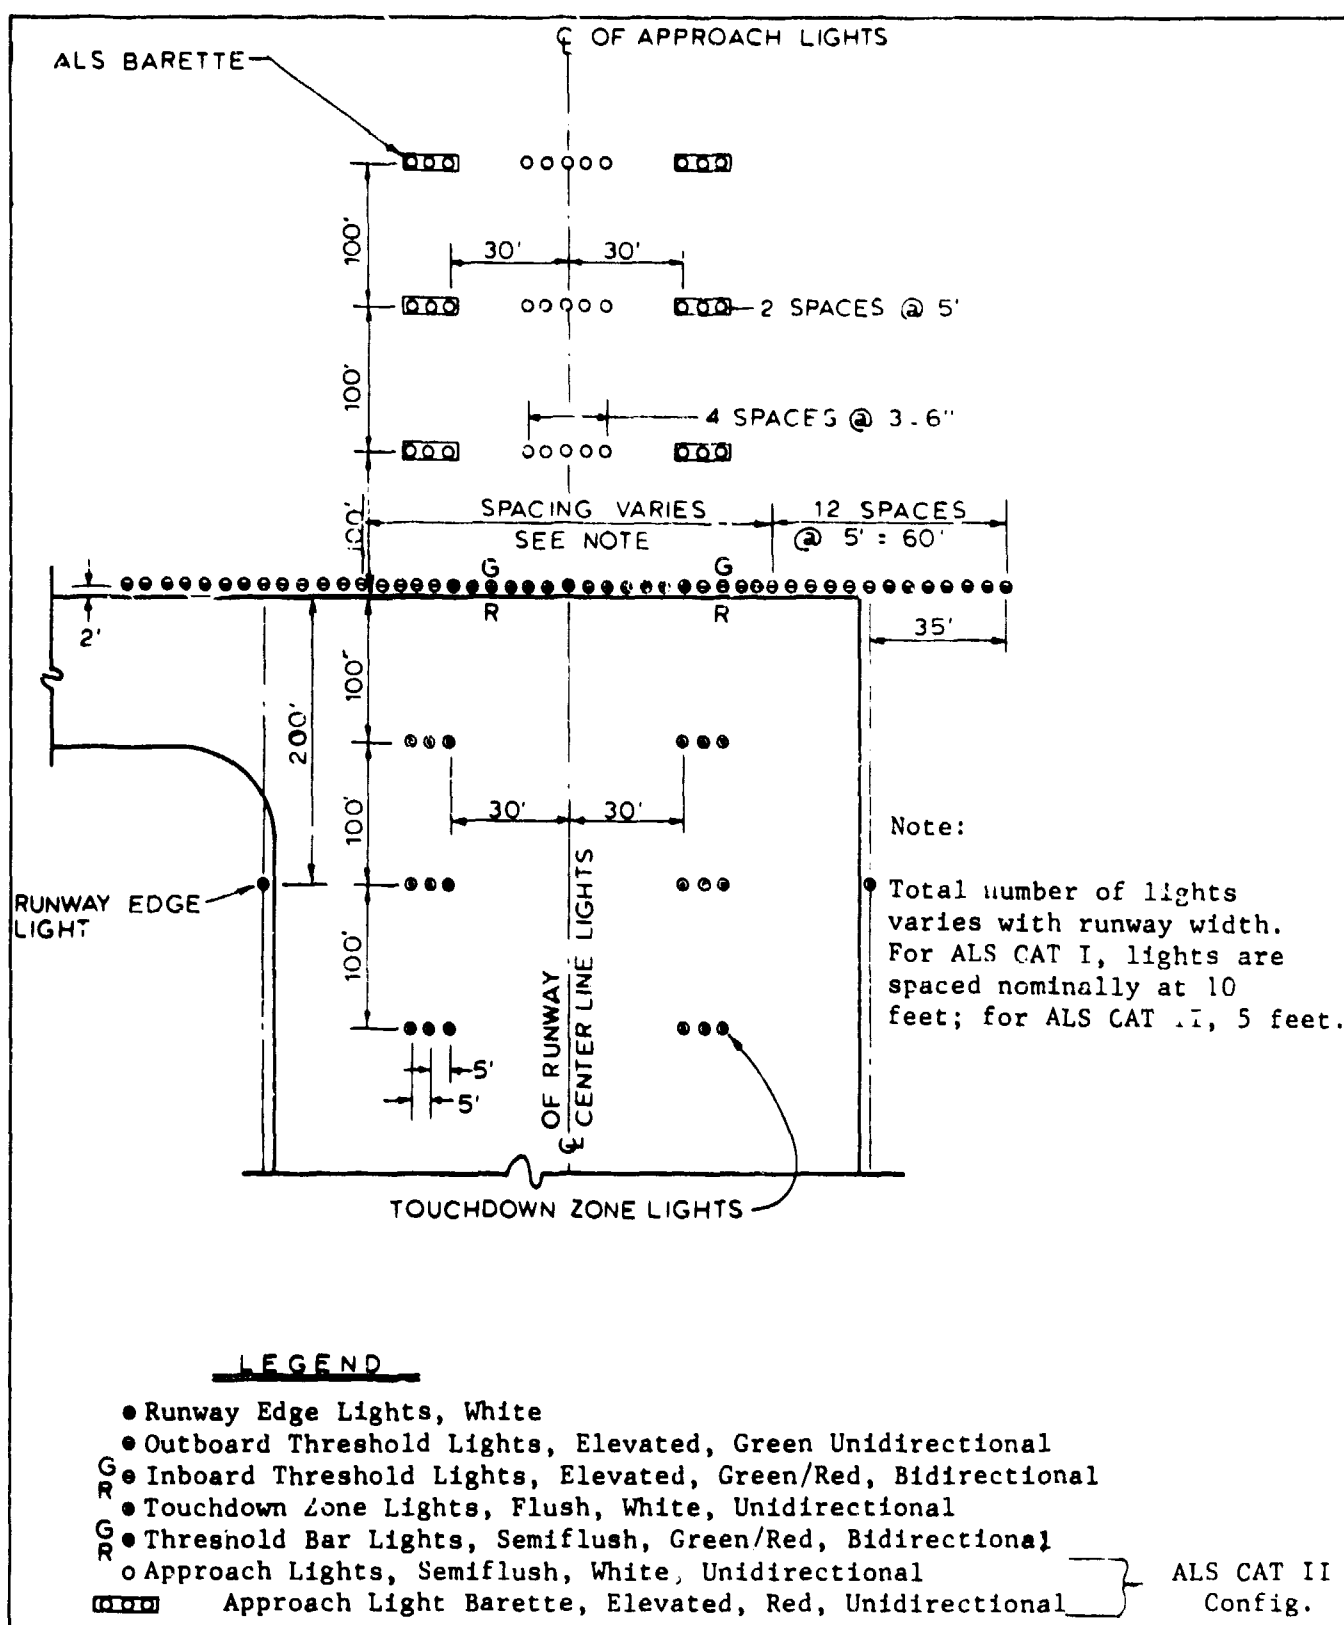 ℄ OF APPROACH LIGHTS
ALS BARETTE
100'
30' 30'
2 SPACES @ 5'
100'
4 SPACES @ 3-6"
100'
SPACING VARIES
SEE NOTE
12 SPACES
@ 5' = 60'
G G
R R
2'
35'
100'
200'
30' 30'
100'
Note:
RUNWAY EDGE
LIGHT
Total number of lights
varies with runway width.
For ALS CAT I, lights are
spaced nominally at 10
feet; for ALS CAT II, 5 feet.
100'
℄ OF RUNWAY
CENTER LINE LIGHTS
5'
5'
TOUCHDOWN ZONE LIGHTS
LEGEND
Runway Edge Lights, White
Outboard Threshold Lights, Elevated, Green Unidirectional
G
R Inboard Threshold Lights, Elevated, Green/Red, Bidirectional
Touchdown Zone Lights, Flush, White, Unidirectional
G
R Threshold Bar Lights, Semiflush, Green/Red, Bidirectional
Approach Lights, Semiflush, White, Unidirectional
Approach Light Barette, Elevated, Red, Unidirectional
ALS CAT II
Config.